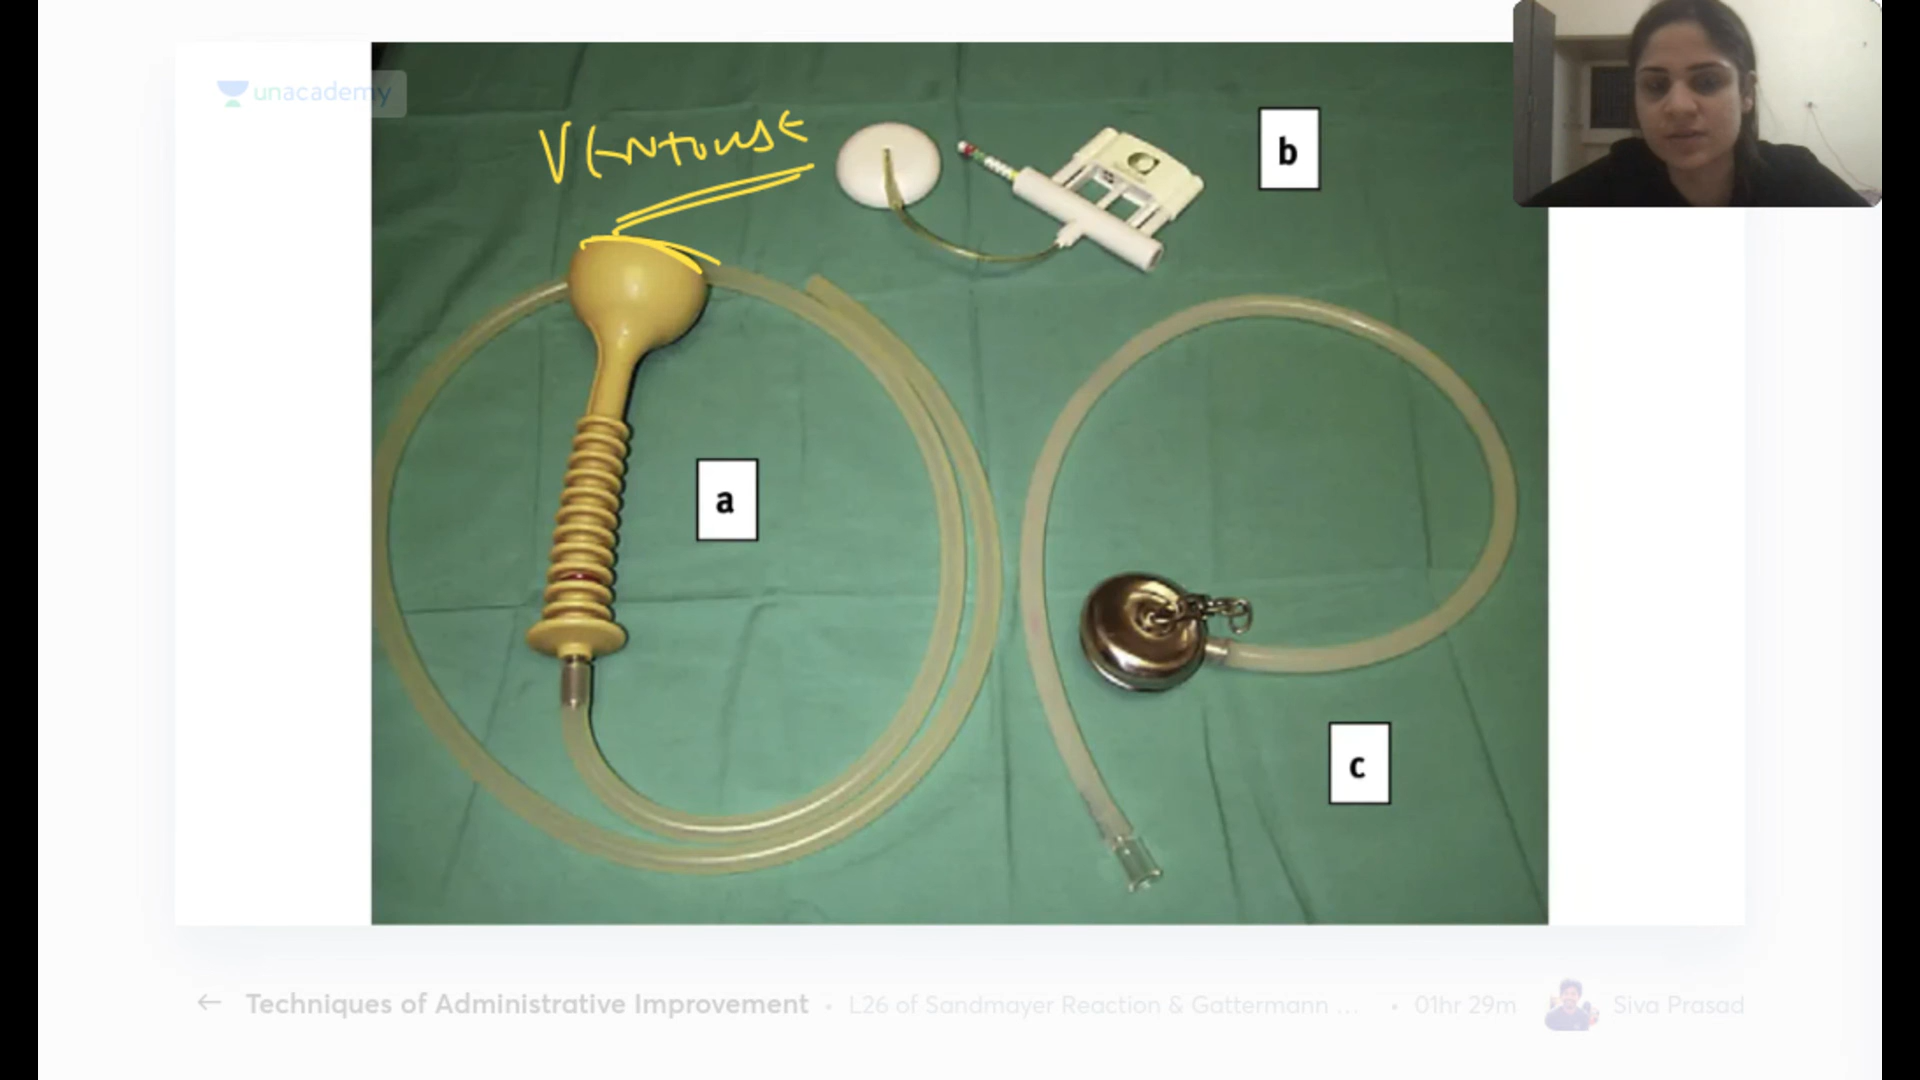 unacademy
VENTOUSE
b
a
c
← Techniques of Administrative Improvement • L26 of Sandmayer Reaction & Gattermann ... • 01hr 29m Siva Prasad